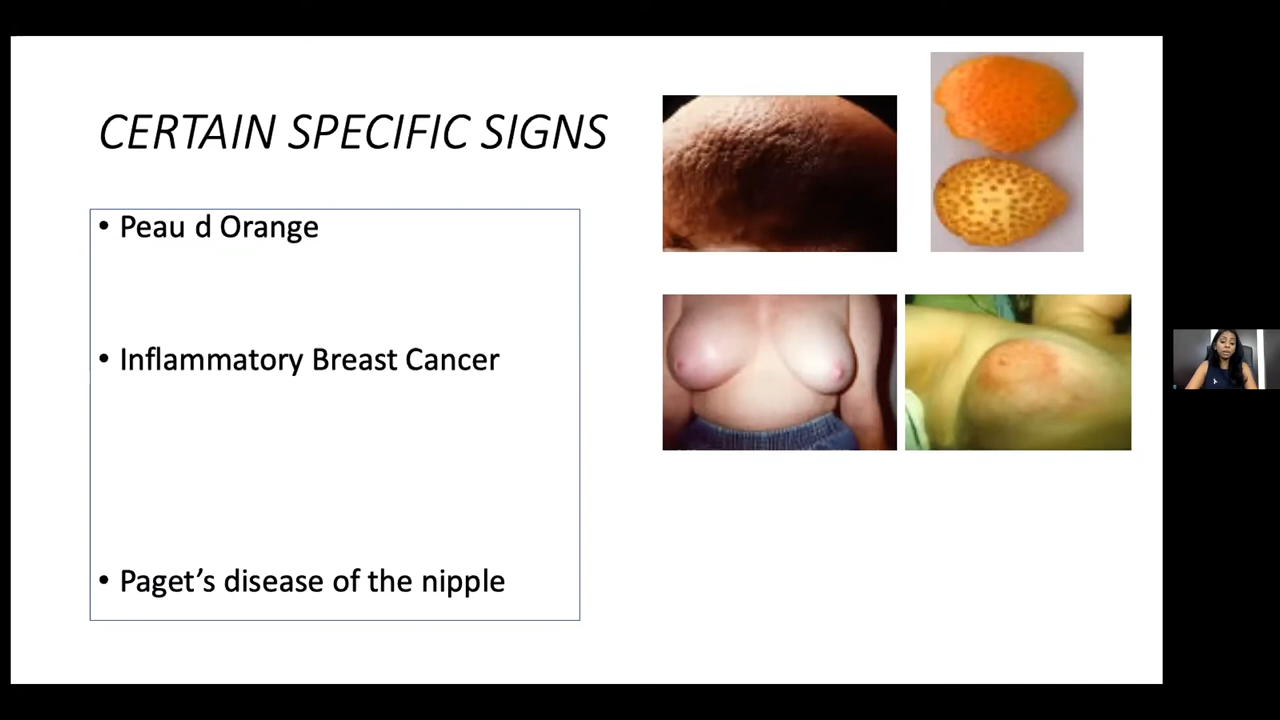 CERTAIN SPECIFIC SIGNS
• Peau d Orange
• Inflammatory Breast Cancer
• Paget’s disease of the nipple